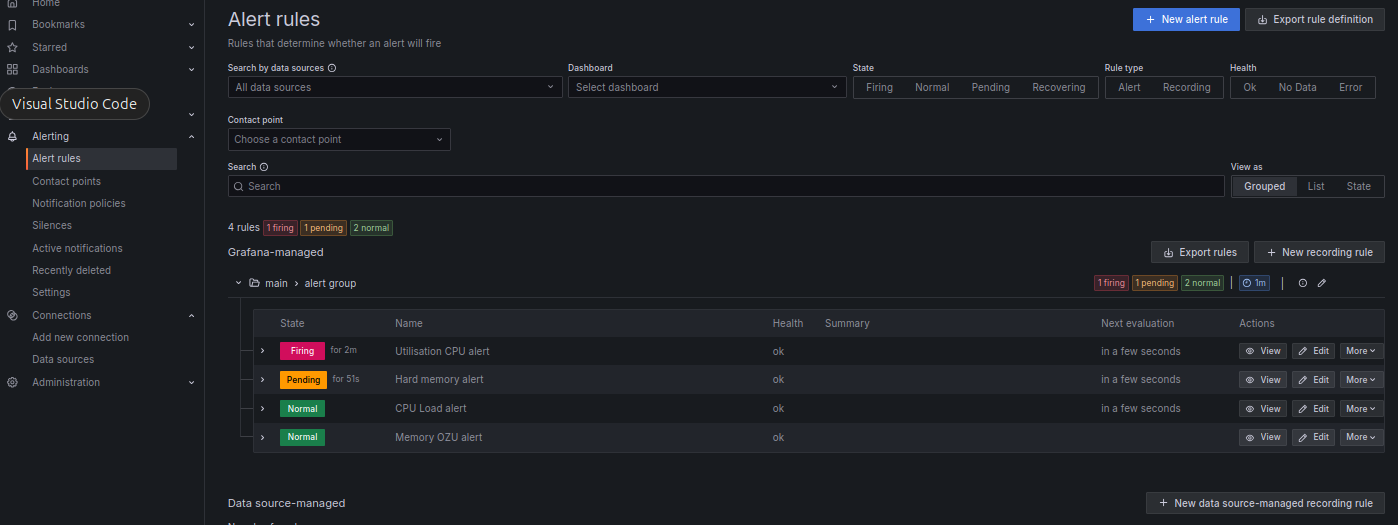 Home
Bookmarks
Starred
Dashboards
Visual Studio Code
Alerting
Alert rules
Contact points
Notification policies
Silences
Active notifications
Recently deleted
Settings
Connections
Add new connection
Data sources
Administration
Alert rules
New alert rule
Export rule definition
Rules that determine whether an alert will fire
Search by data sources
Dashboard
State
Rule type
Health
All data sources
Select dashboard
Firing Normal Pending Recovering
Alert Recording
Ok No Data Error
Contact point
Choose a contact point
Search
View as
Search
Grouped List State
4 rules 1 firing 1 pending 2 normal
Grafana-managed
Export rules
New recording rule
main > alert group
1 firing 1 pending 2 normal 1m
State Name Health Summary Next evaluation Actions
Firing for 2m Utilisation CPU alert ok in a few seconds View Edit More
Pending for 51s Hard memory alert ok in a few seconds View Edit More
Normal CPU Load alert ok in a few seconds View Edit More
Normal Memory OZU alert ok View Edit More
Data source-managed
New data source-managed recording rule